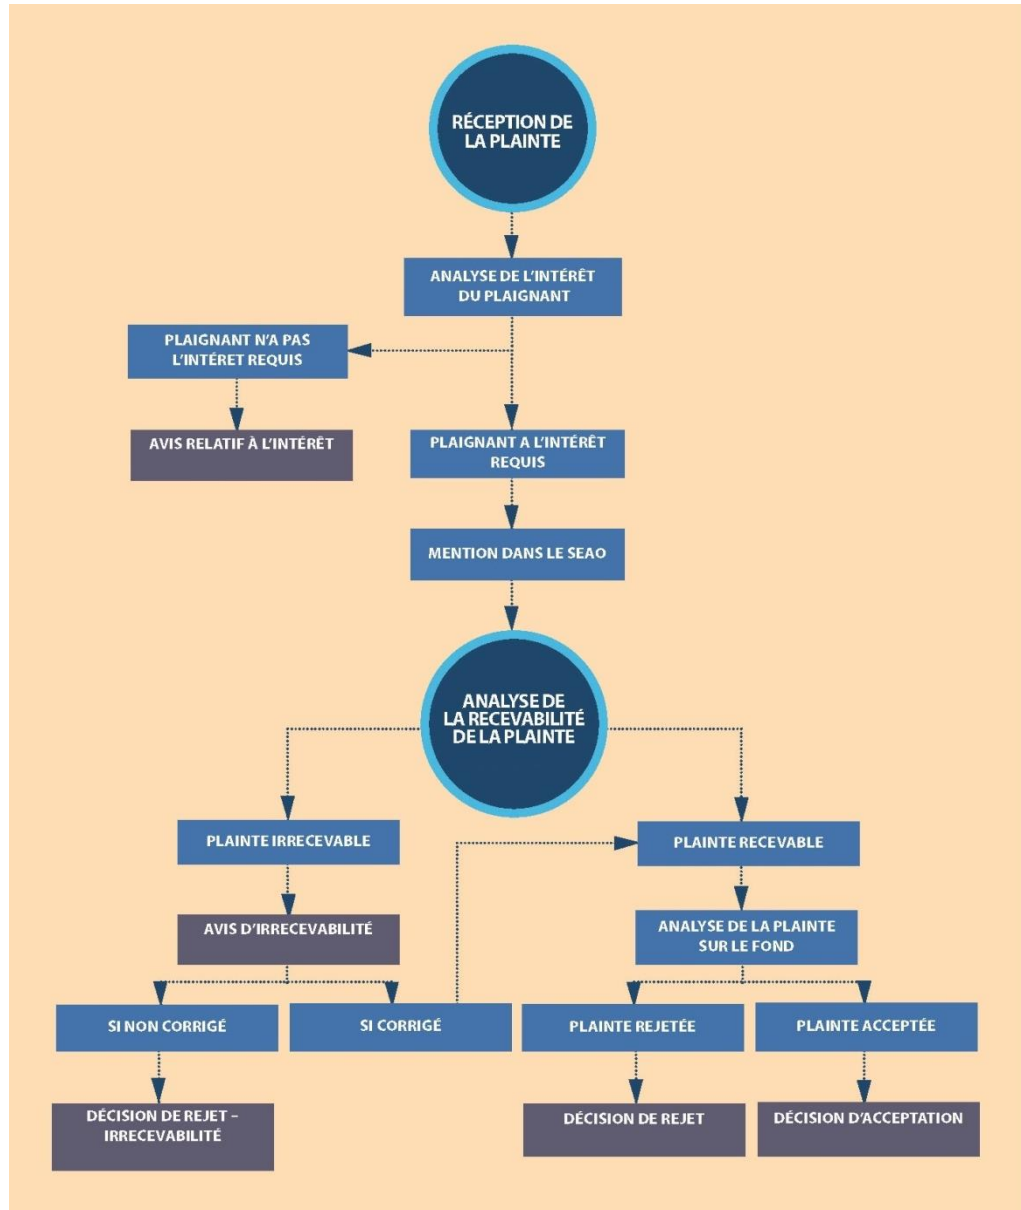 RÉCEPTION DE
LA PLAINTE
ANALYSE DE L'INTÉRÊT
DU PLAIGNANT
PLAIGNANT N'A PAS
L'INTÉRET REQUIS
AVIS RELATIF À L'INTÉRÊT
PLAIGNANT A L'INTÉRÊT
REQUIS
MENTION DANS LE SEAO
ANALYSE DE
LA RECEVABILITÉ
DE LA PLAINTE
PLAINTE IRRECEVABLE
PLAINTE RECEVABLE
AVIS D'IRRECEVABILITÉ
ANALYSE DE LA PLAINTE
SUR LE FOND
SI NON CORRIGÉ
SI CORRIGÉ
PLAINTE REJETÉE
PLAINTE ACCEPTÉE
DÉCISION DE REJET –
IRRECEVABILITÉ
DÉCISION DE REJET
DÉCISION D'ACCEPTATION